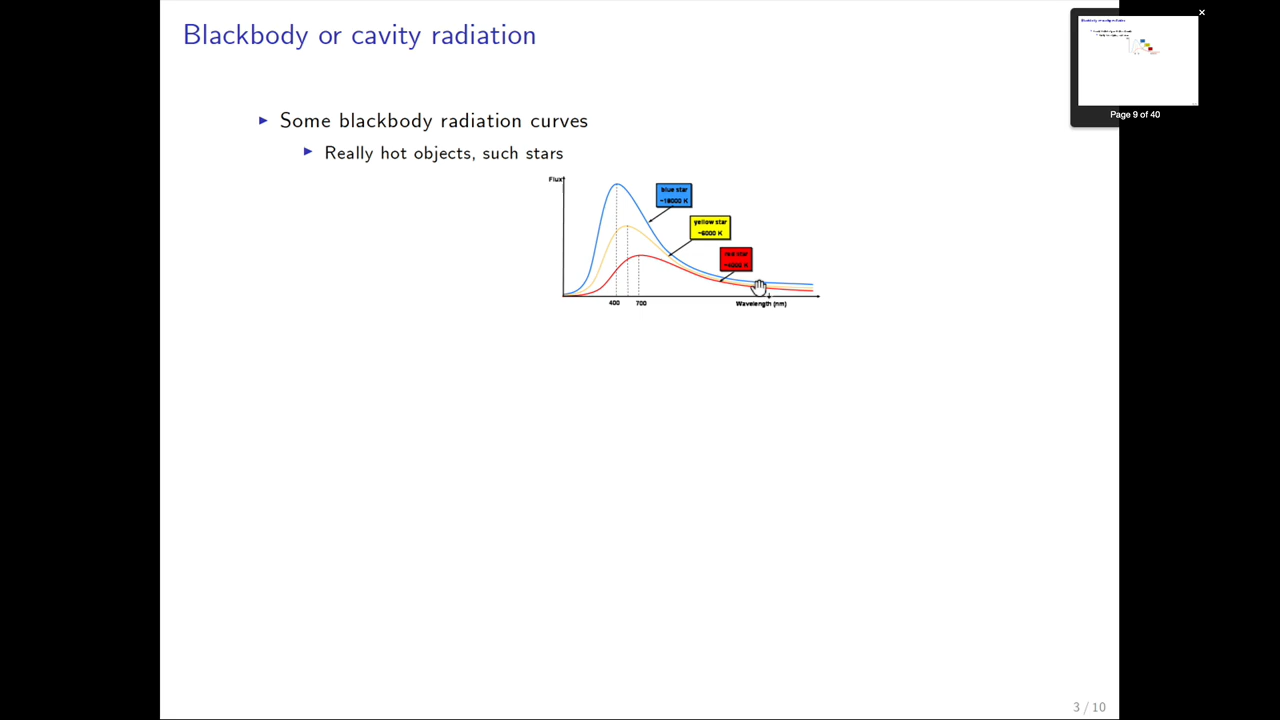 Blackbody or cavity radiation
Some blackbody radiation curves
Really hot objects, such stars
Flux
blue star
yellow star
~6000 K
400
700
Wavelength (nm)
×
Page 9 of 40
3 / 10